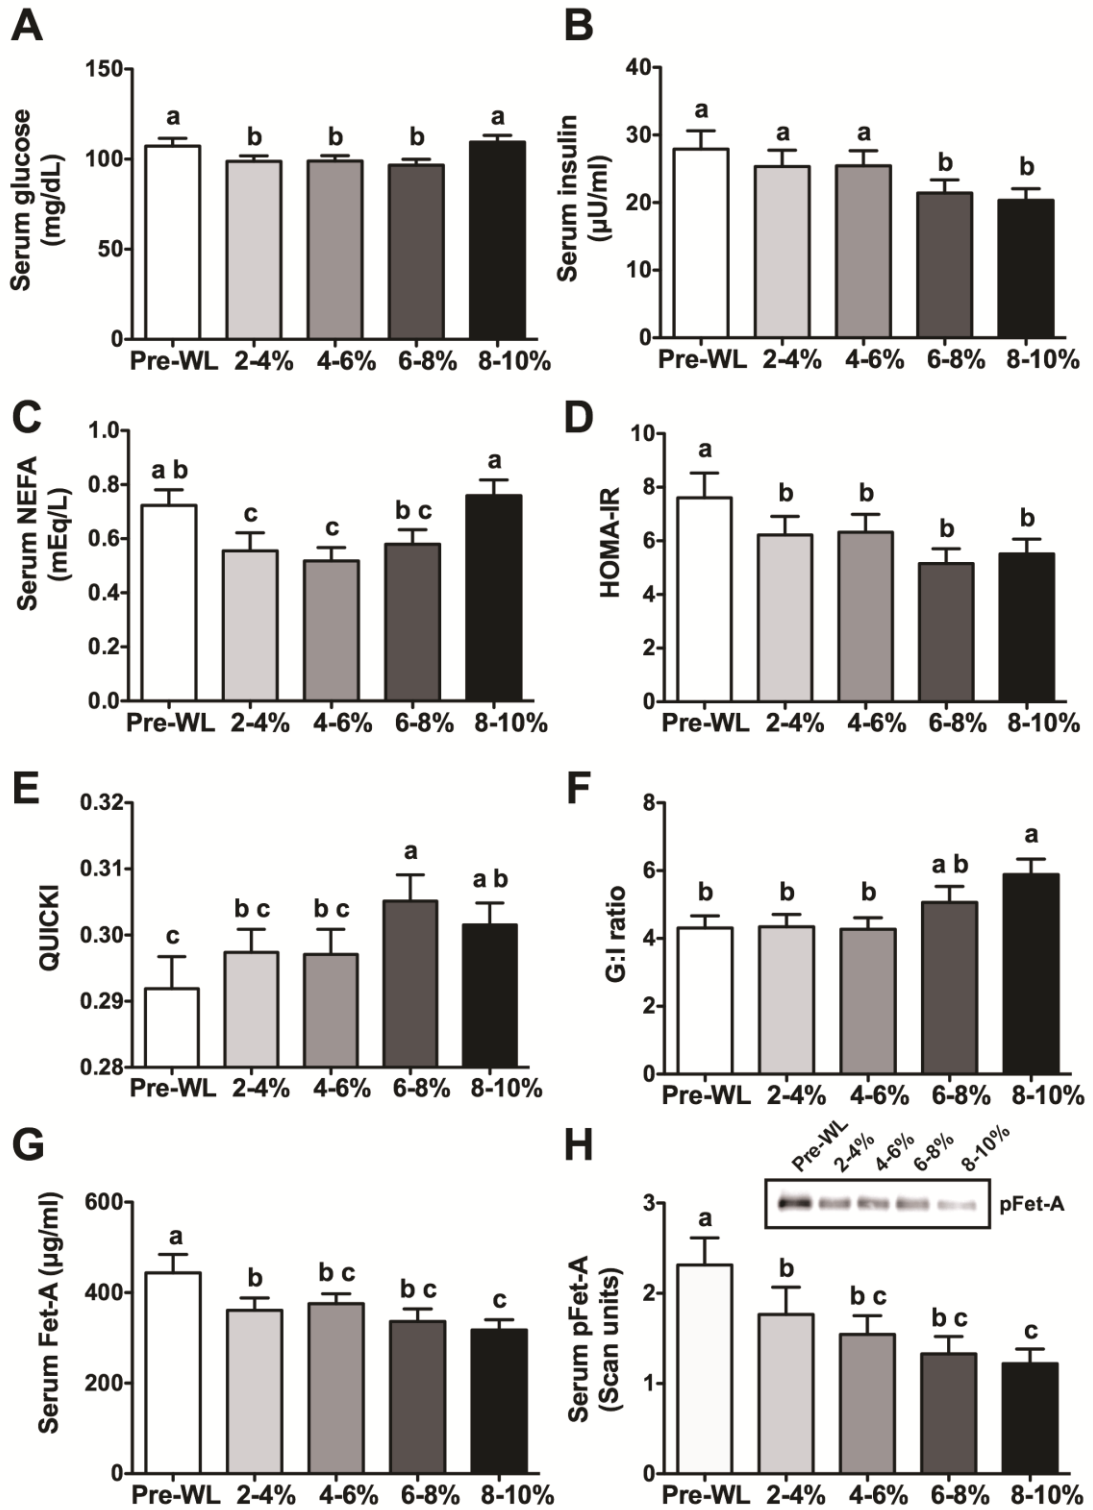 A
Serum glucose
(mg/dL)
150
100
50
0
a
b
b
b
a
Pre-WL 2-4% 4-6% 6-8% 8-10%
B
Serum insulin
(µU/ml)
40
30
20
10
0
a
a
a
b
b
Pre-WL 2-4% 4-6% 6-8% 8-10%
C
Serum NEFA
(mEq/L)
1.0
0.8
0.6
0.4
0.2
0.0
a b
c
c
b c
a
Pre-WL 2-4% 4-6% 6-8% 8-10%
D
HOMA-IR
10
8
6
4
2
0
a
b
b
b
b
Pre-WL 2-4% 4-6% 6-8% 8-10%
E
QUICKI
0.32
0.31
0.30
0.29
0.28
c
b c
b c
a
a b
Pre-WL 2-4% 4-6% 6-8% 8-10%
F
G:I ratio
8
6
4
2
0
b
b
b
a b
a
Pre-WL 2-4% 4-6% 6-8% 8-10%
G
Serum Fet-A (µg/ml)
600
400
200
0
a
b
b c
b c
c
Pre-WL 2-4% 4-6% 6-8% 8-10%
H
Pre-WL 2-4% 4-6% 6-8% 8-10%
pFet-A
Serum pFet-A
(Scan units)
3
2
1
0
a
b
b c
b c
c
Pre-WL 2-4% 4-6% 6-8% 8-10%